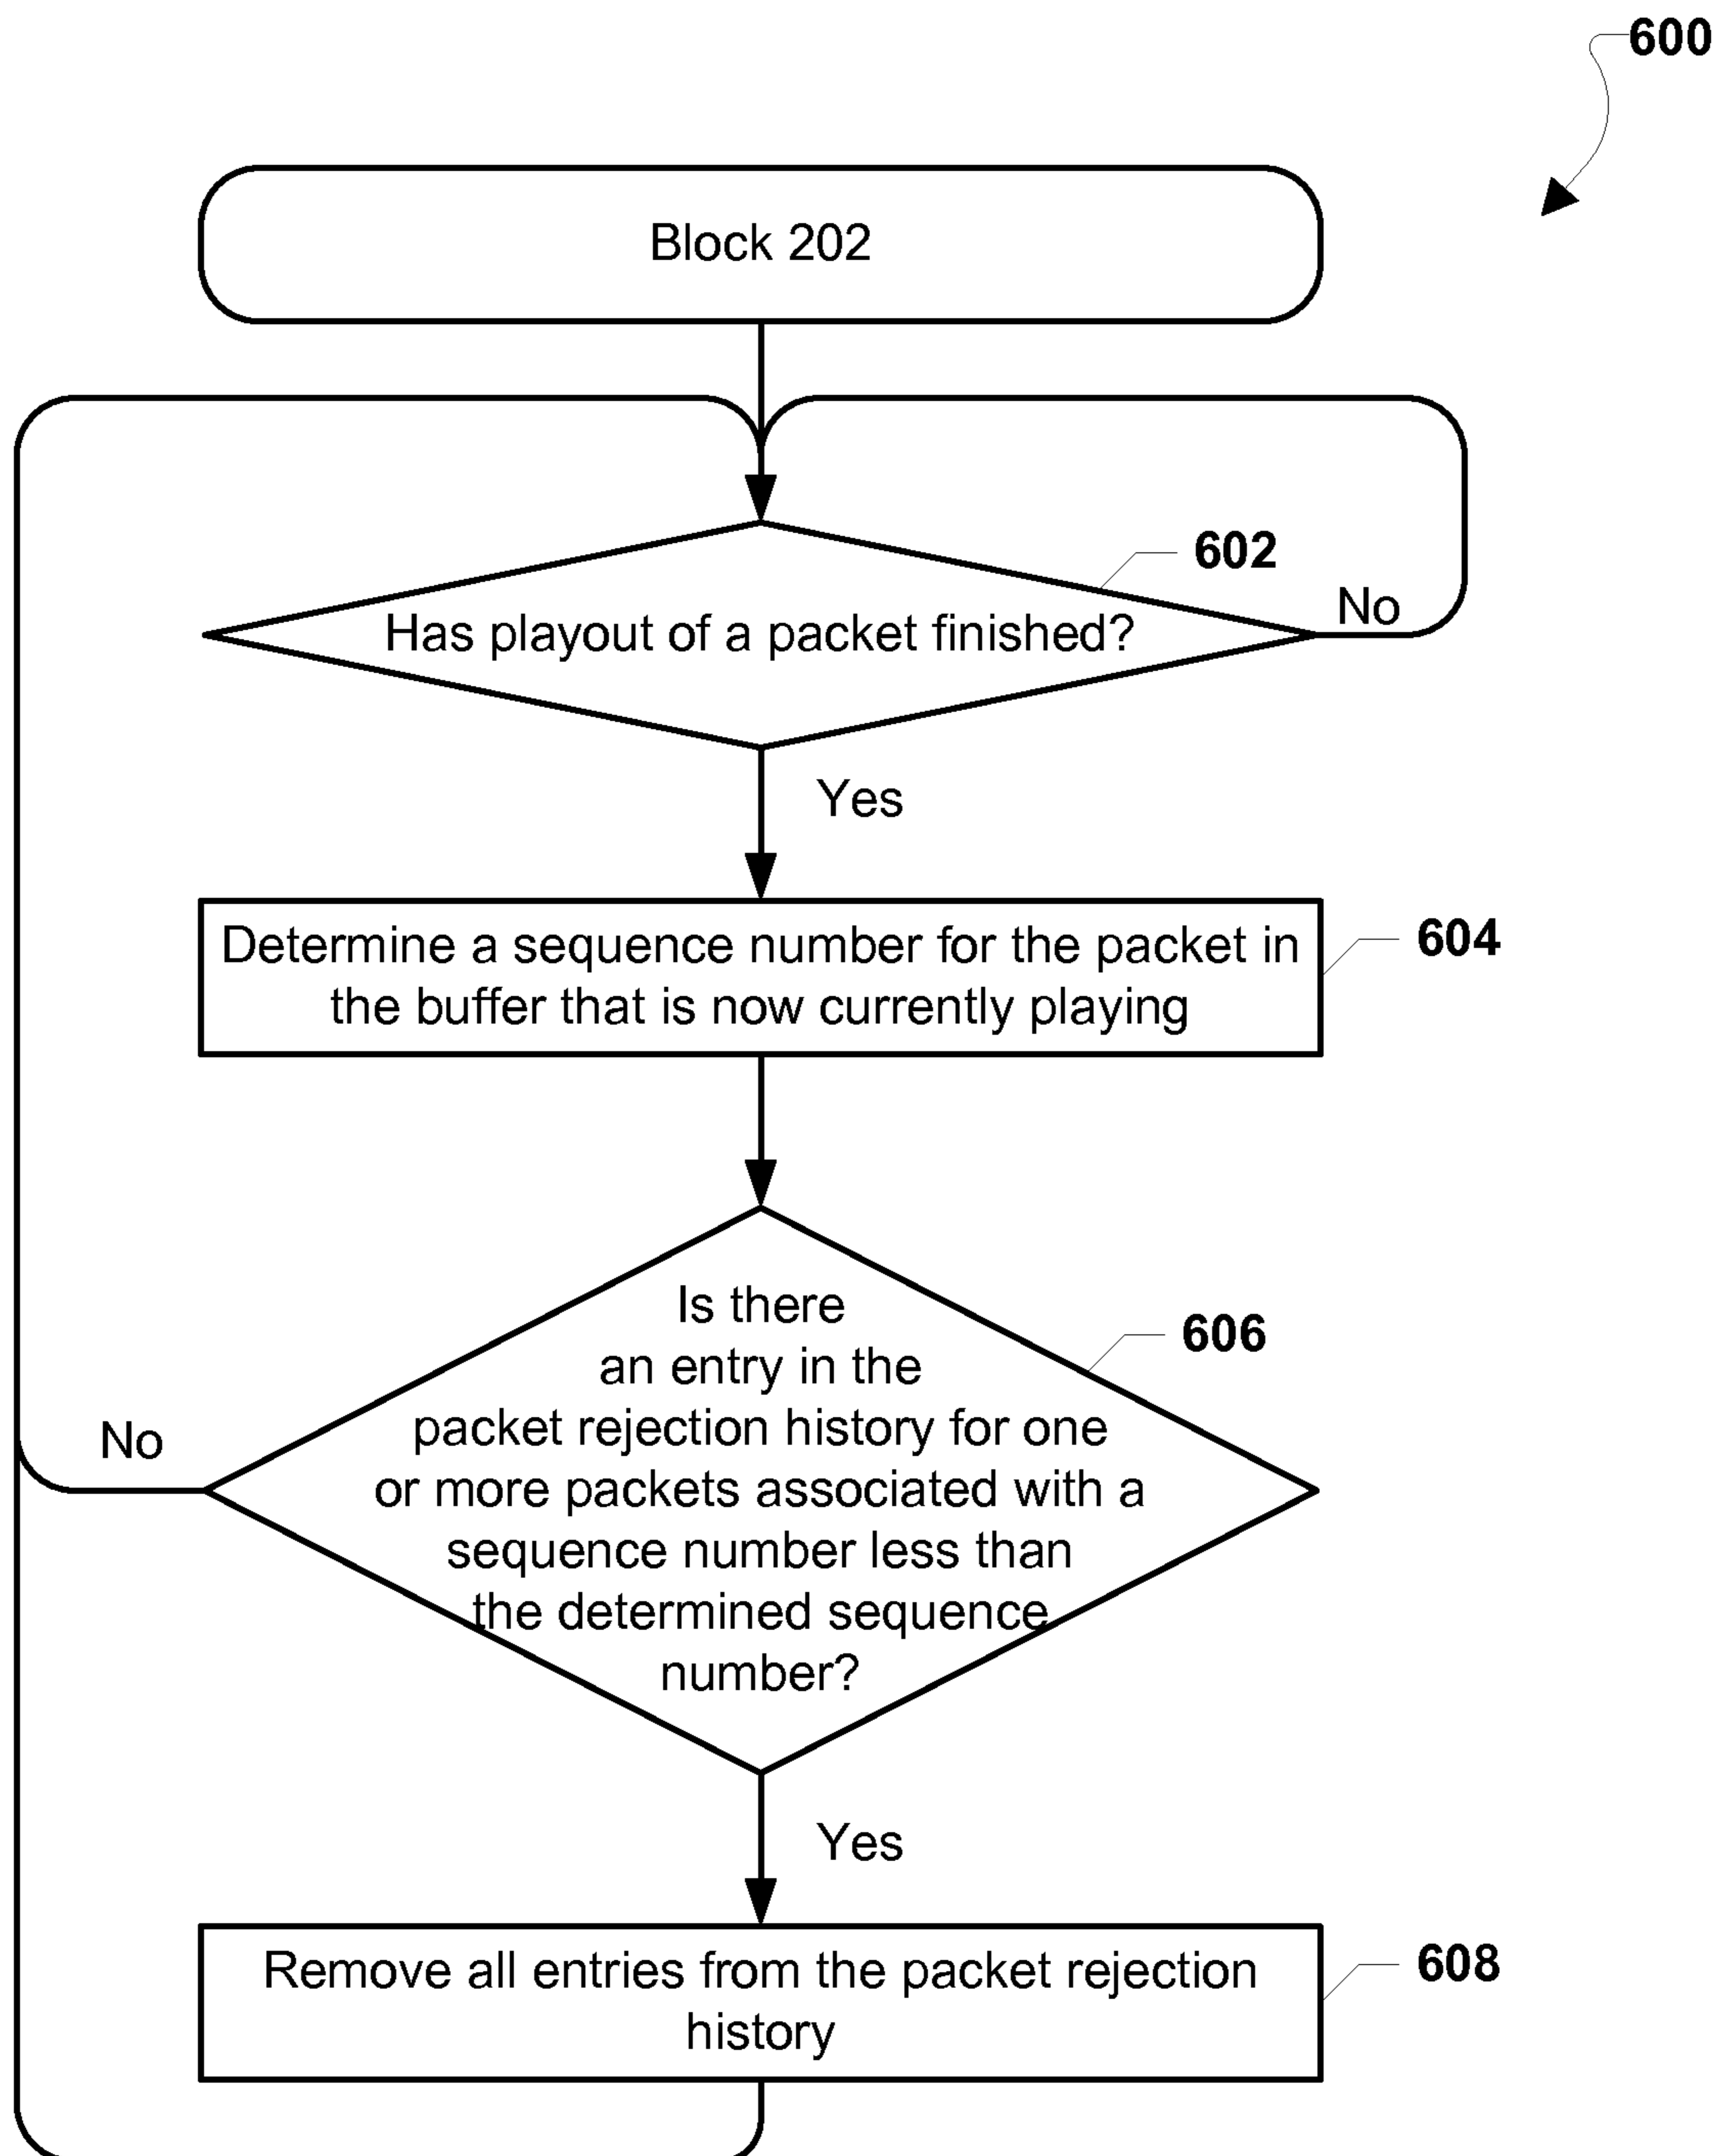 600
Block 202
602
Has playout of a packet finished?
No
Yes
Determine a sequence number for the packet in
the buffer that is now currently playing
604
Is there
an entry in the
packet rejection history for one
or more packets associated with a
sequence number less than
the determined sequence
number?
606
No
Yes
Remove all entries from the packet rejection
history
608